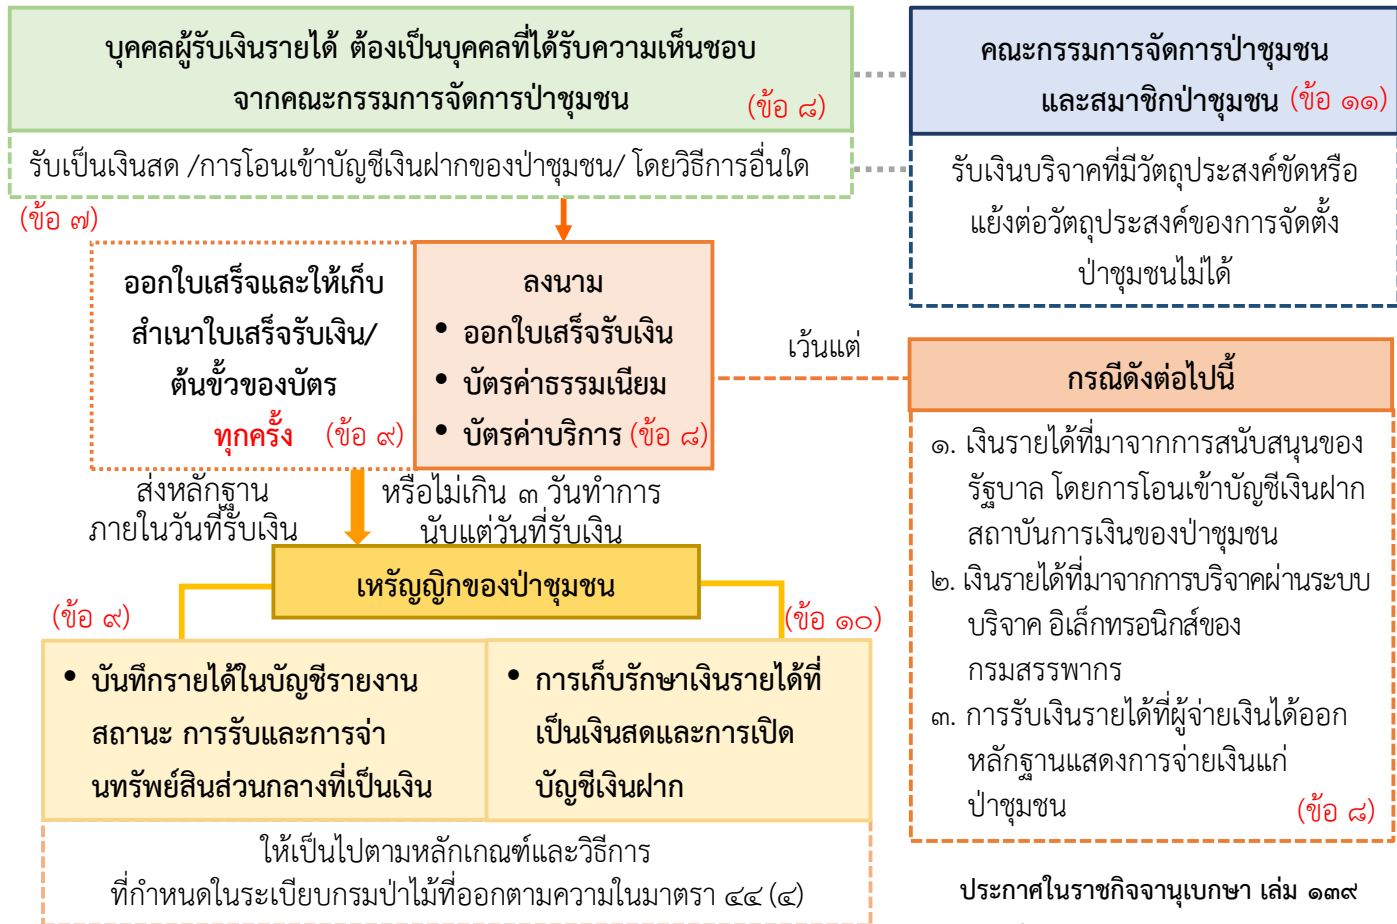 บุคคลผู้รับเงินรายได้ ต้องเป็นบุคคลที่ได้รับความเห็นชอบ
จากคณะกรรมการจัดการป่าชุมชน (ข้อ ๘)
รับเป็นเงินสด /การโอนเข้าบัญชีเงินฝากของป่าชุมชน/ โดยวิธีการอื่นใด
(ข้อ ๗)
คณะกรรมการจัดการป่าชุมชน
และสมาชิกป่าชุมชน (ข้อ ๑๑)
รับเงินบริจาคที่มีวัตถุประสงค์ขัดหรือ
แย้งต่อวัตถุประสงค์ของการจัดตั้ง
ป่าชุมชนไม่ได้
ออกใบเสร็จและให้เก็บ
สำเนาใบเสร็จรับเงิน/
ต้นขั้วของบัตร
ทุกครั้ง (ข้อ ๙)
ลงนาม
• ออกใบเสร็จรับเงิน
• บัตรค่าธรรมเนียม
• บัตรค่าบริการ (ข้อ ๘)
เว้นแต่
กรณีดังต่อไปนี้
๑. เงินรายได้ที่มาจากการสนับสนุนของ
รัฐบาล โดยการโอนเข้าบัญชีเงินฝาก
สถาบันการเงินของป่าชุมชน
๒. เงินรายได้ที่มาจากการบริจาคผ่านระบบ
บริจาค อิเล็กทรอนิกส์ของ
กรมสรรพากร
๓. การรับเงินรายได้ที่ผู้จ่ายเงินได้ออก
หลักฐานแสดงการจ่ายเงินแก่
ป่าชุมชน (ข้อ ๘)
ส่งหลักฐาน
ภายในวันที่รับเงิน
หรือไม่เกิน ๓ วันทำการ
นับแต่วันที่รับเงิน
เหรัญญิกของป่าชุมชน
(ข้อ ๙)
(ข้อ ๑๐)
• บันทึกรายได้ในบัญชีรายงาน
สถานะ การรับและการจ่า
นทรัพย์สินส่วนกลางที่เป็นเงิน
• การเก็บรักษาเงินรายได้ที่
เป็นเงินสดและการเปิด
บัญชีเงินฝาก
ให้เป็นไปตามหลักเกณฑ์และวิธีการ
ที่กำหนดในระเบียบกรมป่าไม้ที่ออกตามความในมาตรา ๔๔ (๔)
ประกาศในราชกิจจานุเบกษา เล่ม ๑๓๙